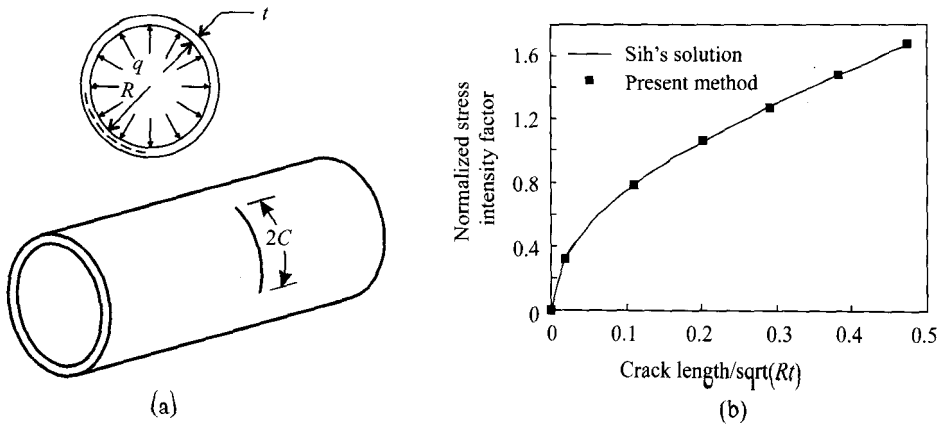 t
q
R
2C
(a)
Sih's solution
Present method
Normalized stress
intensity factor
1.6
1.2
0.8
0.4
0
0
0.1
0.2
0.3
0.4
0.5
Crack length/sqrt(Rt)
(b)